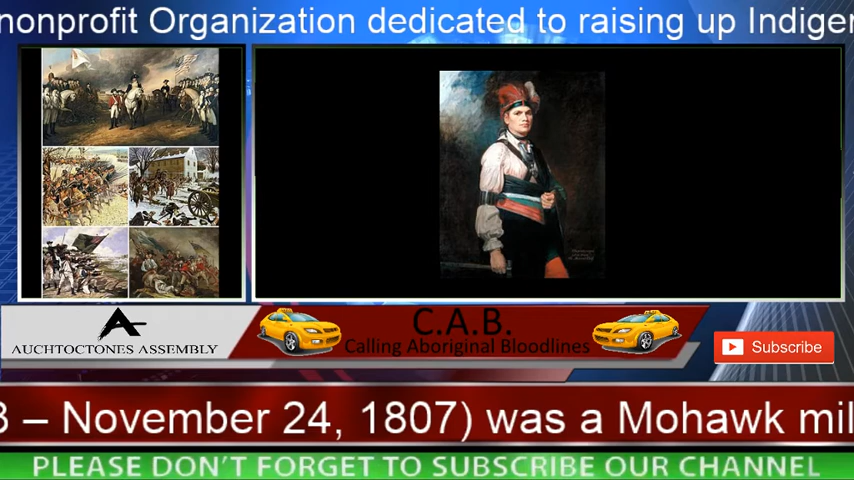 nonprofit Organization dedicated to raising up Indiger
AUCHTOCTONES ASSEMBLY
C.A.B.
Calling Aboriginal Bloodlines
Subscribe
3 – November 24, 1807) was a Mohawk mil
PLEASE DON'T FORGET TO SUBSCRIBE OUR CHANNEL